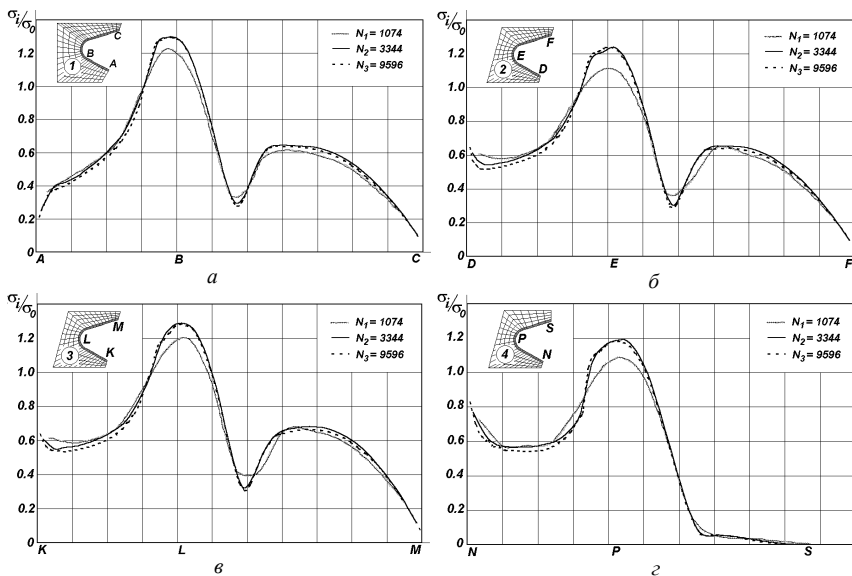 σi/σ0
C
B
A
1
N1 = 1074
N2 = 3344
N3 = 9596
1.2
1.0
0.8
0.6
0.4
0.2
0
A B C
а
σi/σ0
F
E
D
2
N1 = 1074
N2 = 3344
N3 = 9596
1.2
1.0
0.8
0.6
0.4
0.2
0
D E F
б
σi/σ0
M
L
K
3
N1 = 1074
N2 = 3344
N3 = 9596
1.2
1.0
0.8
0.6
0.4
0.2
0
K L M
в
σi/σ0
S
P
N
4
N1 = 1074
N2 = 3344
N3 = 9596
1.2
1.0
0.8
0.6
0.4
0.2
0
N P S
г